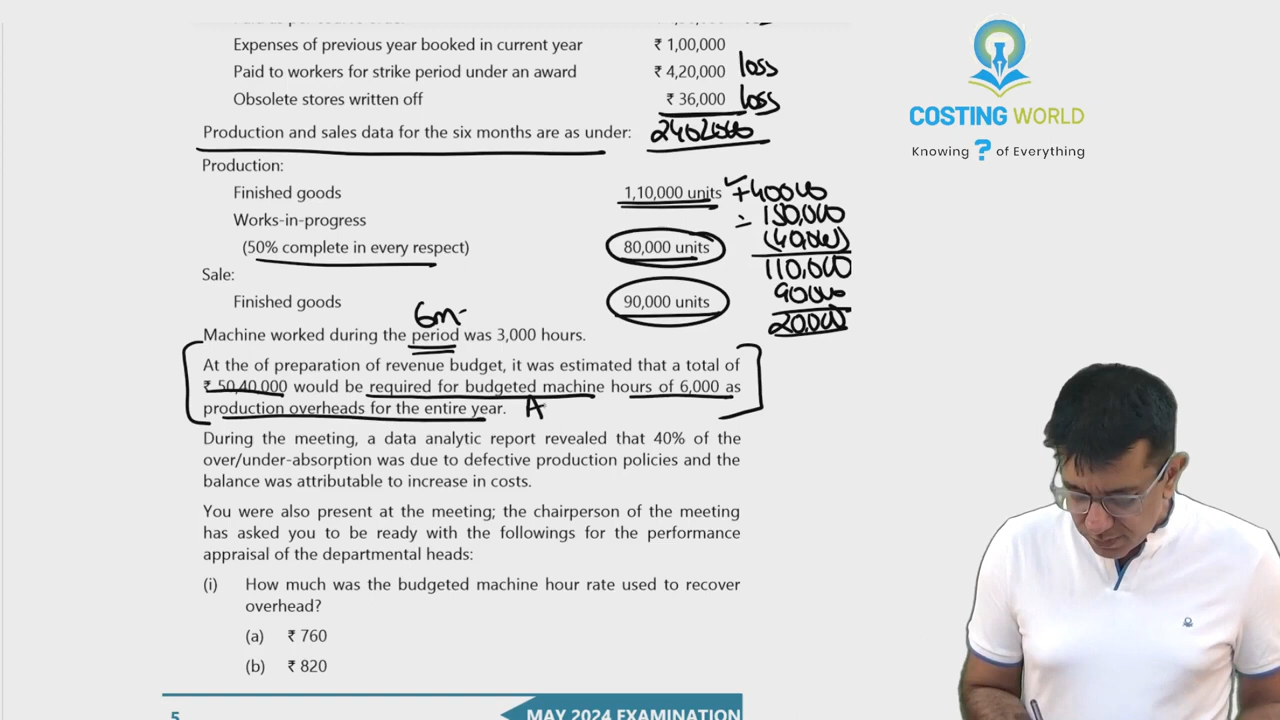 Expenses of previous year booked in current year ₹ 1,00,000
Paid to workers for strike period under an award ₹ 4,20,000 loss
Obsolete stores written off ₹ 36,000 loss
Production and sales data for the six months are as under:
Production:
Finished goods 1,10,000 units +40000
Works-in-progress = 150,000
(50% complete in every respect) 80,000 units (40,000)
110,000
Sale:
Finished goods 90,000 units 90000
20,000
6m
Machine worked during the period was 3,000 hours.
At the of preparation of revenue budget, it was estimated that a total of
₹ 50,40,000 would be required for budgeted machine hours of 6,000 as
production overheads for the entire year. A
During the meeting, a data analytic report revealed that 40% of the
over/under-absorption was due to defective production policies and the
balance was attributable to increase in costs.
You were also present at the meeting; the chairperson of the meeting
has asked you to be ready with the followings for the performance
appraisal of the departmental heads:
(i) How much was the budgeted machine hour rate used to recover
overhead?
(a) ₹ 760
(b) ₹ 820
5 MAY 2024 EXAMINATION
COSTING WORLD
Knowing ? of Everything